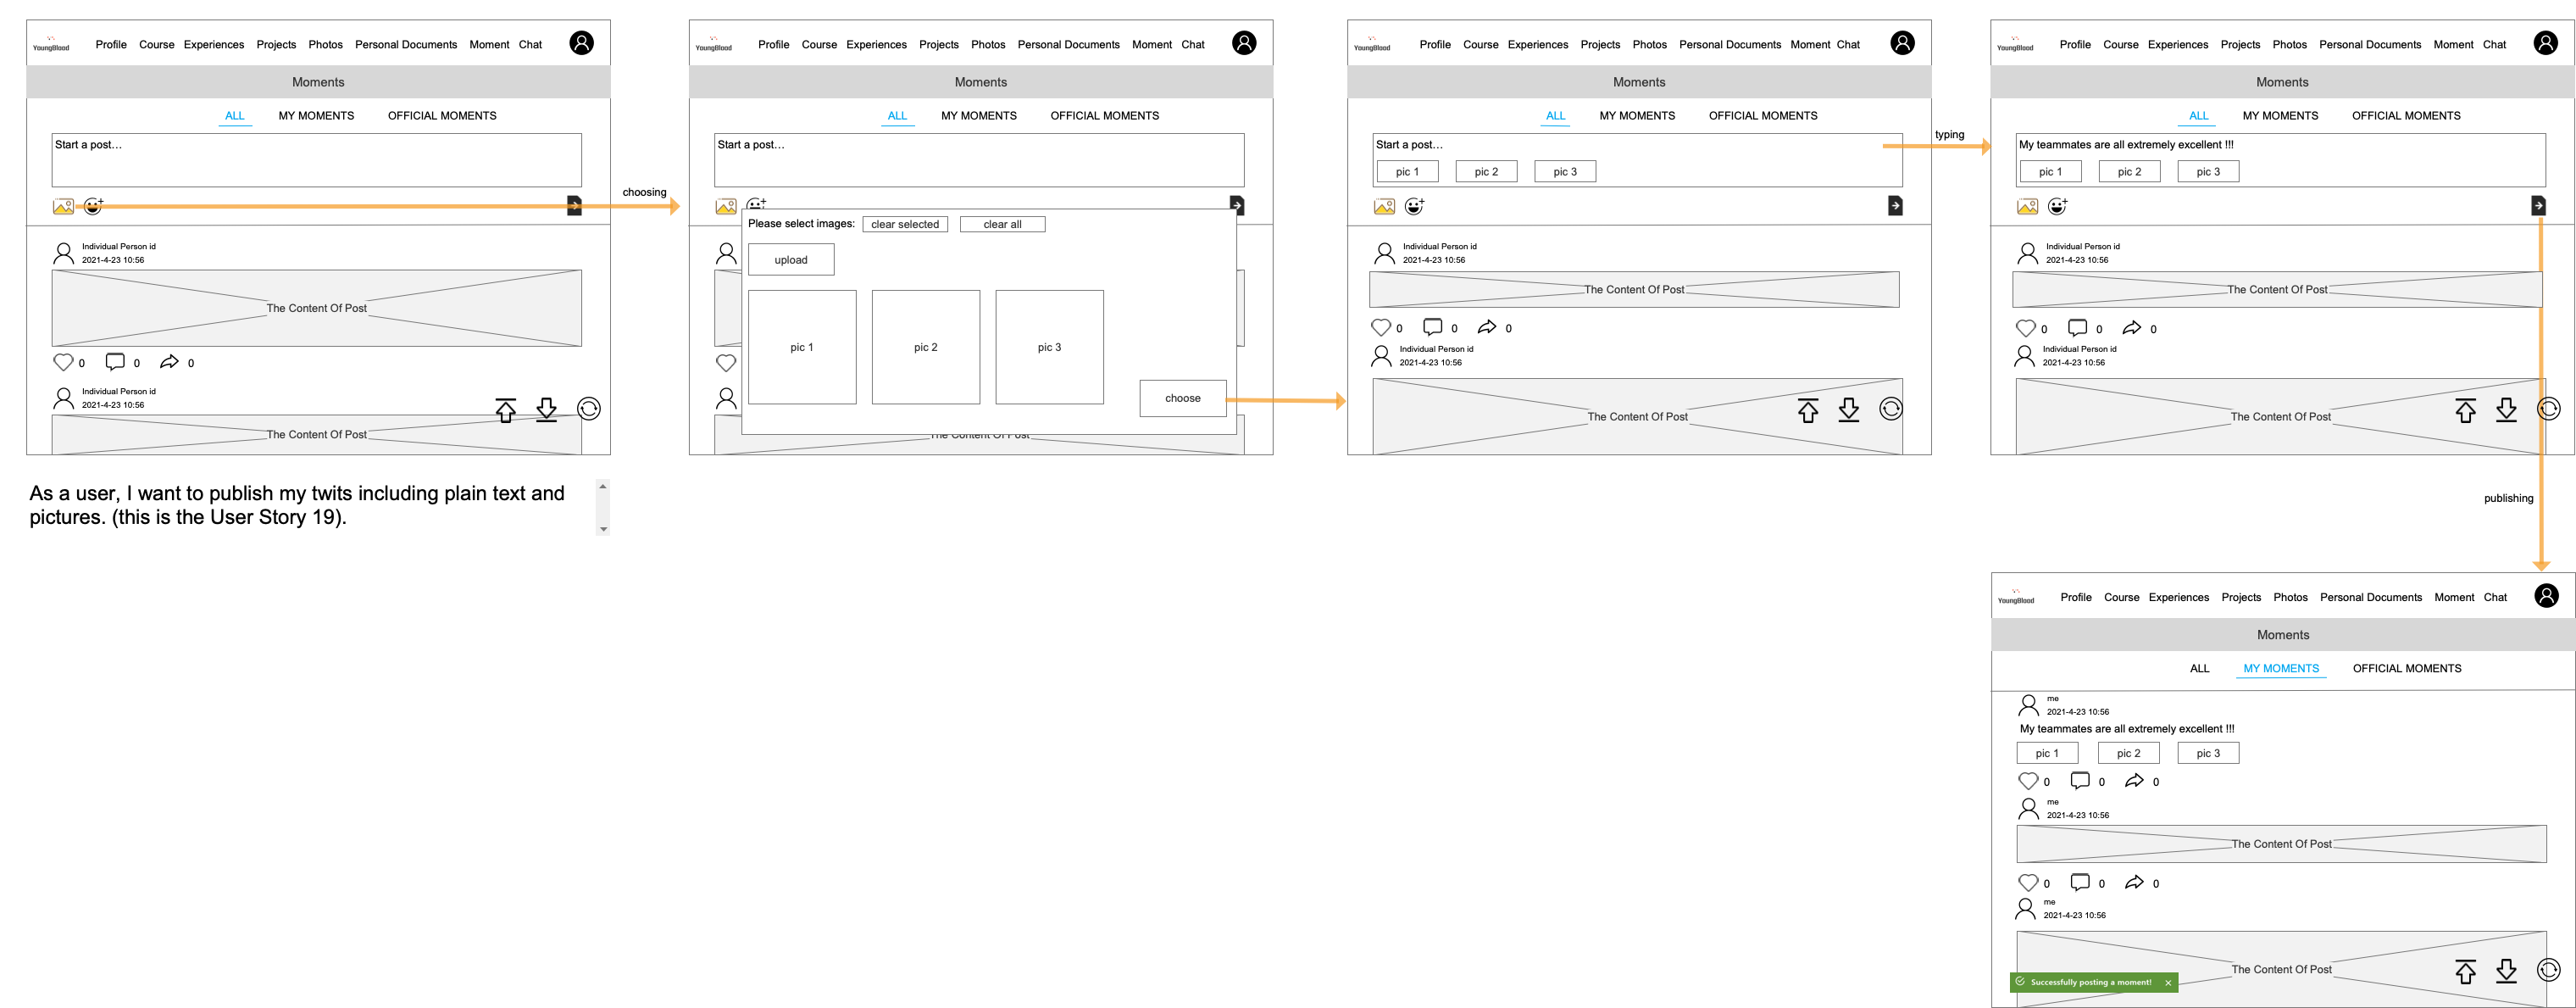 YoungBlood Profile Course Experiences Projects Photos Personal Documents Moment Chat
Moments
ALL MY MOMENTS OFFICIAL MOMENTS
Start a post...
Individual Person id
2021-4-23 10:56
The Content Of Post
0 0 0
Individual Person id
2021-4-23 10:56
The Content Of Post
As a user, I want to publish my twits including plain text and
pictures. (this is the User Story 19).
choosing
YoungBlood Profile Course Experiences Projects Photos Personal Documents Moment Chat
Moments
ALL MY MOMENTS OFFICIAL MOMENTS
Start a post...
Please select images: clear selected clear all
upload
pic 1 pic 2 pic 3
choose
The Content Of Post
YoungBlood Profile Course Experiences Projects Photos Personal Documents Moment Chat
Moments
ALL MY MOMENTS OFFICIAL MOMENTS
Start a post...
pic 1 pic 2 pic 3
Individual Person id
2021-4-23 10:56
The Content Of Post
0 0 0
Individual Person id
2021-4-23 10:56
The Content Of Post
typing
YoungBlood Profile Course Experiences Projects Photos Personal Documents Moment Chat
Moments
ALL MY MOMENTS OFFICIAL MOMENTS
My teammates are all extremely excellent !!!
pic 1 pic 2 pic 3
Individual Person id
2021-4-23 10:56
The Content Of Post
0 0 0
Individual Person id
2021-4-23 10:56
The Content Of Post
publishing
YoungBlood Profile Course Experiences Projects Photos Personal Documents Moment Chat
Moments
ALL MY MOMENTS OFFICIAL MOMENTS
me
2021-4-23 10:56
My teammates are all extremely excellent !!!
pic 1 pic 2 pic 3
0 0 0
me
2021-4-23 10:56
The Content Of Post
0 0 0
me
2021-4-23 10:56
The Content Of Post
Successfully posting a moment!